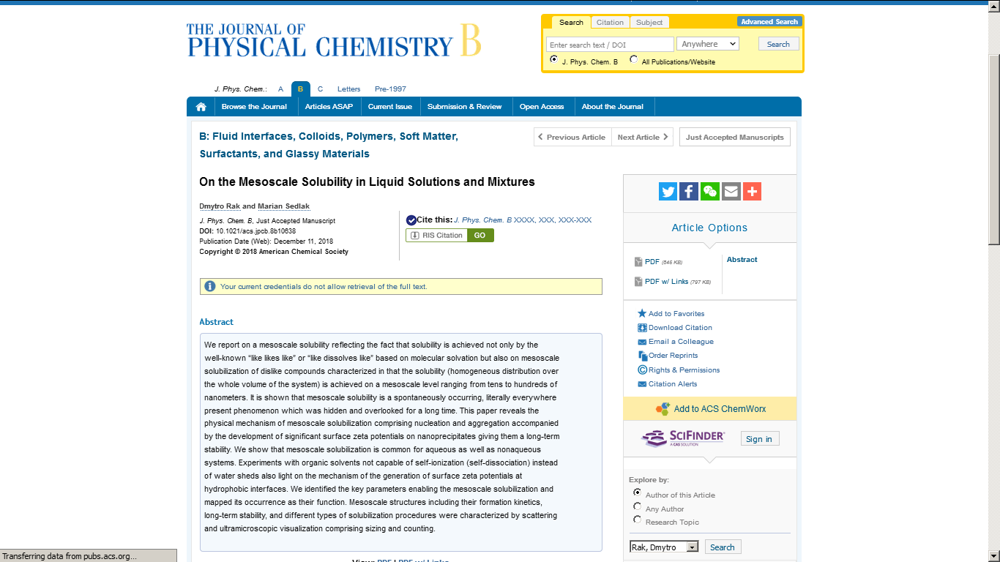 THE JOURNAL OF
PHYSICAL CHEMISTRY B
Search Citation Subject Advanced Search
Enter search text / DOI Anywhere Search
J. Phys. Chem. B All Publications/Website
J. Phys. Chem.: A B C Letters Pre-1997
Browse the Journal Articles ASAP Current Issue Submission & Review Open Access About the Journal
B: Fluid Interfaces, Colloids, Polymers, Soft Matter,
Surfactants, and Glassy Materials
Previous Article Next Article Just Accepted Manuscripts
On the Mesoscale Solubility in Liquid Solutions and Mixtures
Dmytro Rak and Marian Sedlak
J. Phys. Chem. B, Just Accepted Manuscript
DOI: 10.1021/acs.jpcb.8b10638
Publication Date (Web): December 11, 2018
Copyright © 2018 American Chemical Society
Cite this: J. Phys. Chem. B XXXX, XXX, XXX-XXX
RIS Citation GO
Your current credentials do not allow retrieval of the full text.
Abstract
We report on a mesoscale solubility reflecting the fact that solubility is achieved not only by the
well-known “like likes like” or “like dissolves like” based on molecular solvation but also on mesoscale
solubilization of dislike compounds characterized in that the solubility (homogeneous distribution over
the whole volume of the system) is achieved on a mesoscale level ranging from tens to hundreds of
nanometers. It is shown that mesoscale solubility is a spontaneously occurring, literally everywhere
present phenomenon which was hidden and overlooked for a long time. This paper reveals the
physical mechanism of mesoscale solubilization comprising nucleation and aggregation accompanied
by the development of significant surface zeta potentials on nanoprecipitates giving them a long-term
stability. We show that mesoscale solubilization is common for aqueous as well as nonaqueous
systems. Experiments with organic solvents not capable of self-ionization (self-dissociation) instead
of water sheds also light on the mechanism of the generation of surface zeta potentials at
hydrophobic interfaces. We identified the key parameters enabling the mesoscale solubilization and
mapped its occurrence as their function. Mesoscale structures including their formation kinetics,
long-term stability, and different types of solubilization procedures were characterized by scattering
and ultramicroscopic visualization comprising sizing and counting.
View: PDF | PDF w/ Links
Article Options
PDF (645 KB)
PDF w/ Links (797 KB)
Abstract
Add to Favorites
Download Citation
Email a Colleague
Order Reprints
Rights & Permissions
Citation Alerts
Add to ACS ChemWorx
SCIFINDER
A CAS SOLUTION
Sign in
Explore by:
Author of this Article
Any Author
Research Topic
Rak, Dmytro Search
Transferring data from pubs.acs.org...